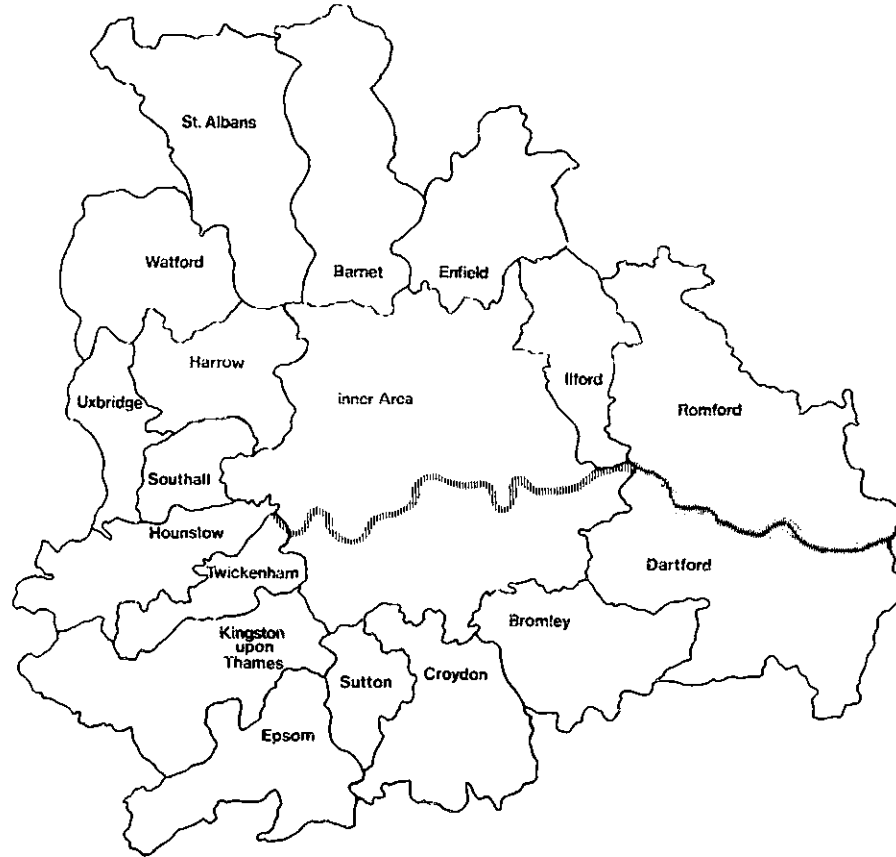 St. Albans
Watford
Barnet
Enfield
Harrow
Ilford
Uxbridge
inner Area
Romford
Southall
Hounslow
Twickenham
Dartford
Bromley
Kingston
upon
Thames
Sutton
Croydon
Epsom